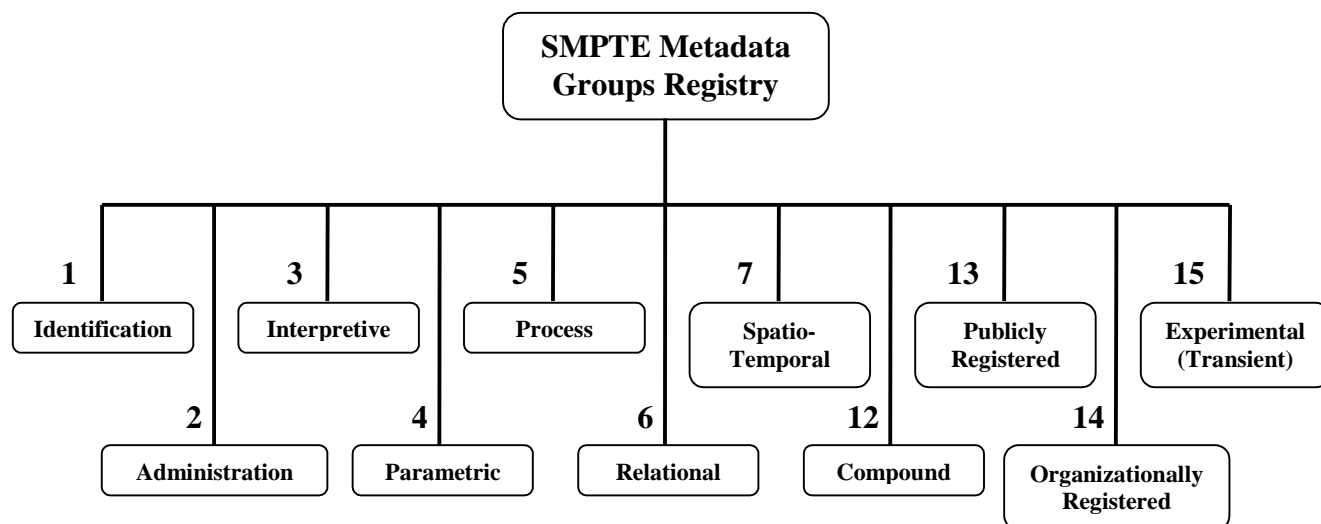 SMPTE Metadata
Groups Registry
1
3
5
7
13
15
Identification
Interpretive
Process
Spatio-
Temporal
Publicly
Registered
Experimental
(Transient)
2
4
6
12
14
Administration
Parametric
Relational
Compound
Organizationally
Registered